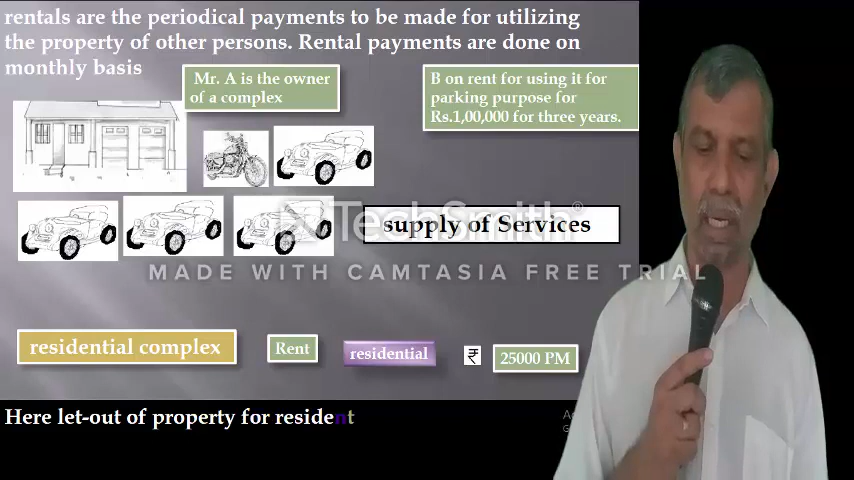 rentals are the periodical payments to be made for utilizing
the property of other persons. Rental payments are done on
monthly basis
Mr. A is the owner
of a complex
B on rent for using it for
parking purpose for
Rs.1,00,000 for three years.
TechSmith®
supply of Services
MADE WITH CAMTASIA FREE TRIAL
residential complex
Rent
residential
₹
25000 PM
Here let-out of property for resident